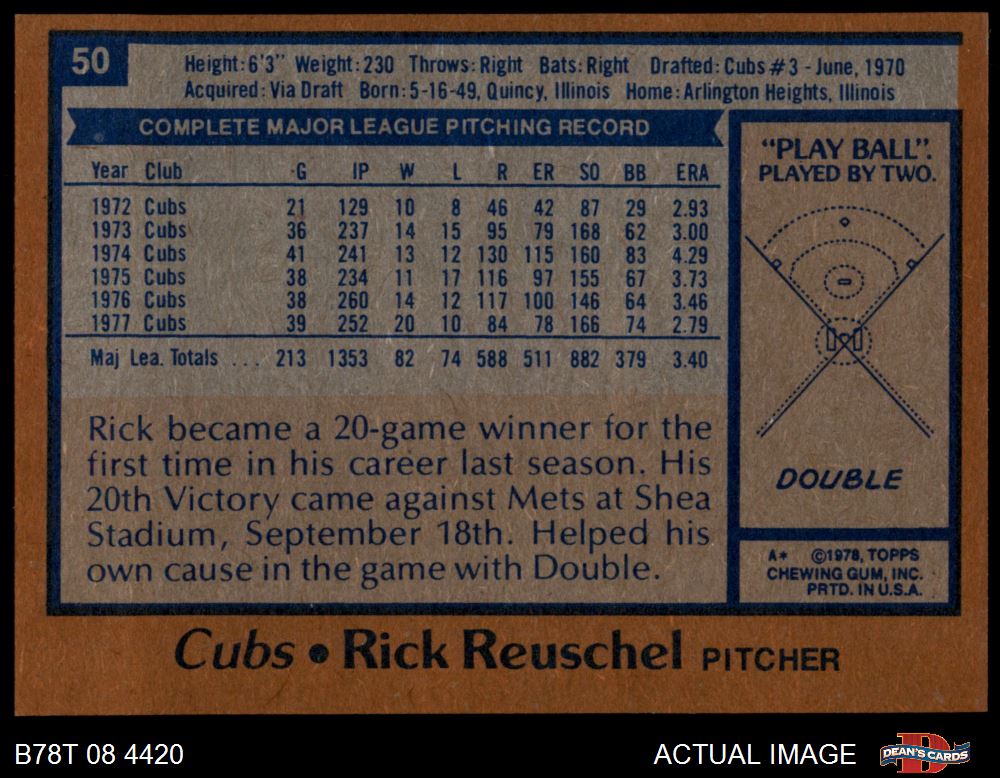 50
Height:6'3" Weight:230 Throws:Right Bats:Right Drafted:Cubs #3 - June, 1970
Acquired:Via Draft Born:5-16-49, Quincy, Illinois Home:Arlington Heights, Illinois
COMPLETE MAJOR LEAGUE PITCHING RECORD
Year Club G IP W L R ER SO BB ERA
1972 Cubs 21 129 10 8 46 42 87 29 2.93
1973 Cubs 36 237 14 15 95 79 168 62 3.00
1974 Cubs 41 241 13 12 130 115 160 83 4.29
1975 Cubs 38 234 11 17 116 97 155 67 3.73
1976 Cubs 38 260 14 12 117 100 146 64 3.46
1977 Cubs 39 252 20 10 84 78 166 74 2.79
Maj Lea. Totals ... 213 1353 82 74 588 511 882 379 3.40
Rick became a 20-game winner for the
first time in his career last season. His
20th Victory came against Mets at Shea
Stadium, September 18th. Helped his
own cause in the game with Double.
"PLAY BALL".
PLAYED BY TWO.
DOUBLE
A* ©1978, TOPPS
CHEWING GUM, INC.
PRTD. IN U.S.A.
Cubs • Rick Reuschel PITCHER
B78T 08 4420
ACTUAL IMAGE
D
DEAN'S CARDS